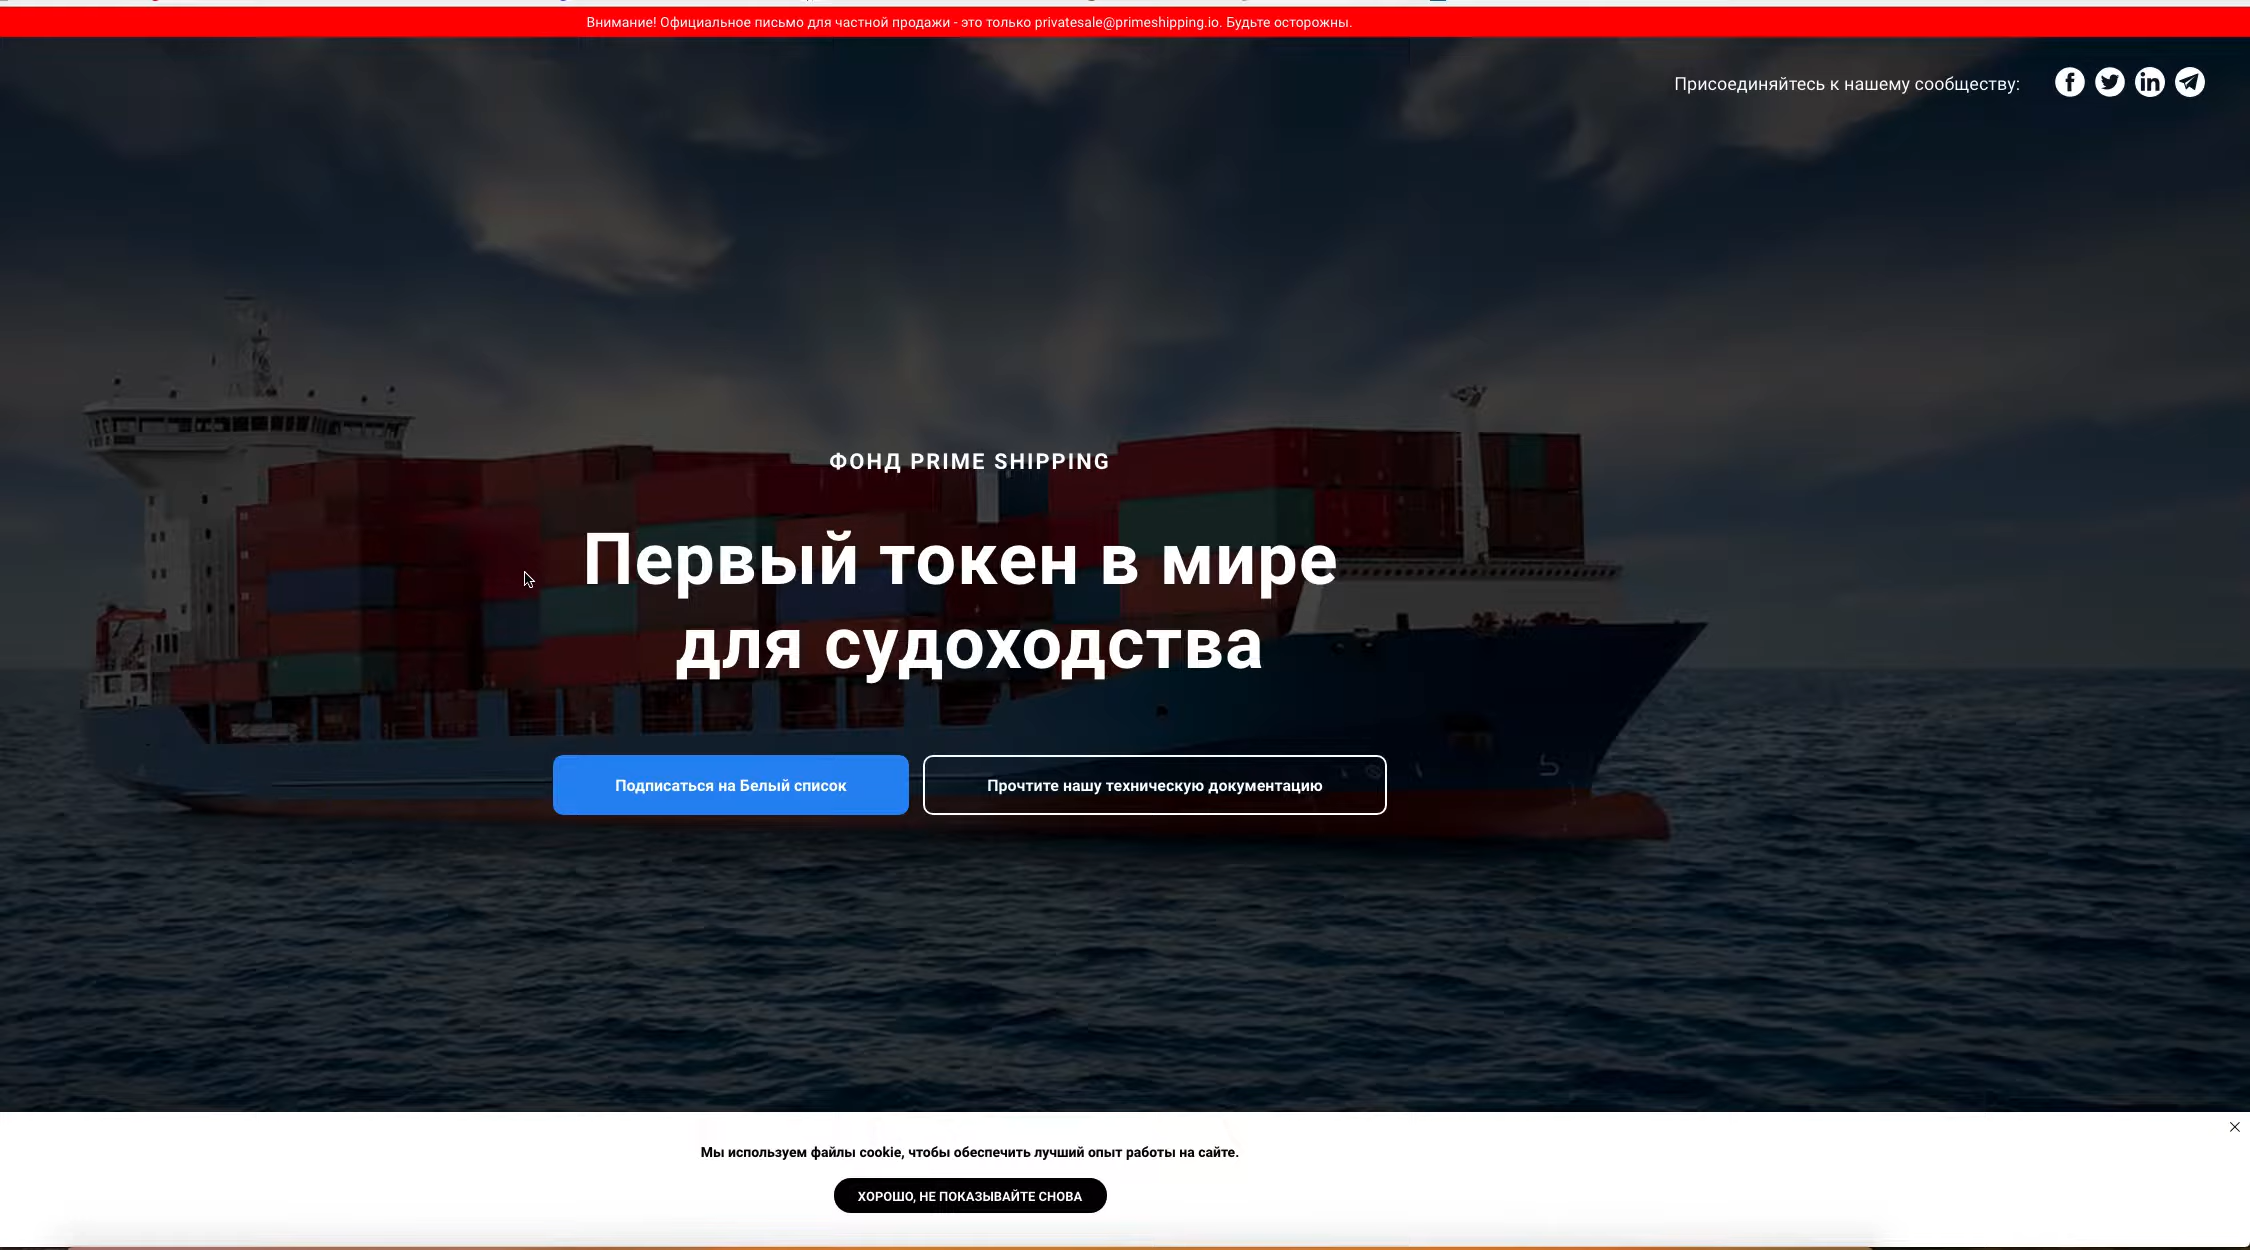 Внимание! Официальное письмо для частной продажи - это только privatesale@primeshipping.io. Будьте осторожны.
Присоединяйтесь к нашему сообществу:
ФОНД PRIME SHIPPING
Первый токен в мире
для судоходства
Подписаться на Белый список
Прочтите нашу техническую документацию
Мы используем файлы cookie, чтобы обеспечить лучший опыт работы на сайте.
ХОРОШО, НЕ ПОКАЗЫВАЙТЕ СНОВА